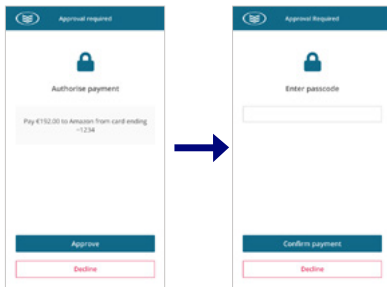 Approval required
Authorise payment
Pay €192.00 to Amazon from card ending
~1234
Approve
Decline
Approval Required
Enter passcode
Confirm payment
Decline